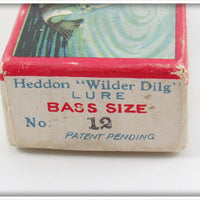 Heddon "Wilder Dilg"
LURE
BASS SIZE
No. 12
PATENT PENDING